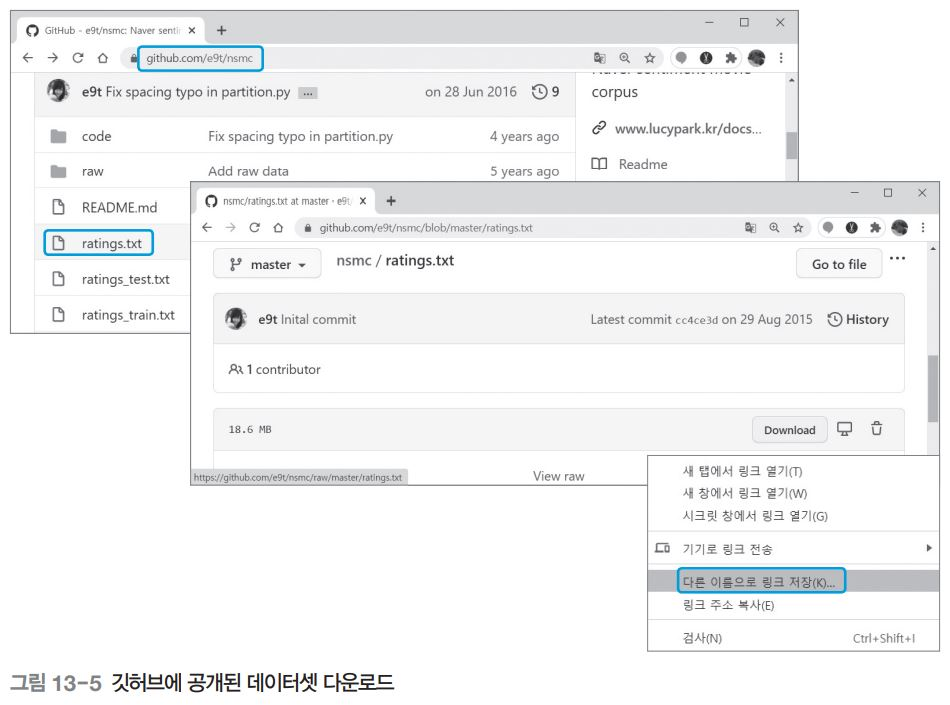 GitHub - e9t/nsmc: Naver senti
github.com/e9t/nsmc
e9t Fix spacing typo in partition.py ... on 28 Jun 2016 9
corpus
code Fix spacing typo in partition.py 4 years ago
www.lucypark.kr/docs...
raw Add raw data 5 years ago
Readme
README.md
ratings.txt
ratings_test.txt
ratings_train.txt
nsmc/ratings.txt at master · e9t/
github.com/e9t/nsmc/blob/master/ratings.txt
master nsmc / ratings.txt Go to file ...
e9t Inital commit Latest commit cc4ce3d on 29 Aug 2015 History
1 contributor
18.6 MB Download
View raw
https://github.com/e9t/nsmc/raw/master/ratings.txt
새 탭에서 링크 열기(T)
새 창에서 링크 열기(W)
시크릿 창에서 링크 열기(G)
기기로 링크 전송
다른 이름으로 링크 저장(K)...
링크 주소 복사(E)
검사(N) Ctrl+Shift+I
그림 13-5 깃허브에 공개된 데이터셋 다운로드